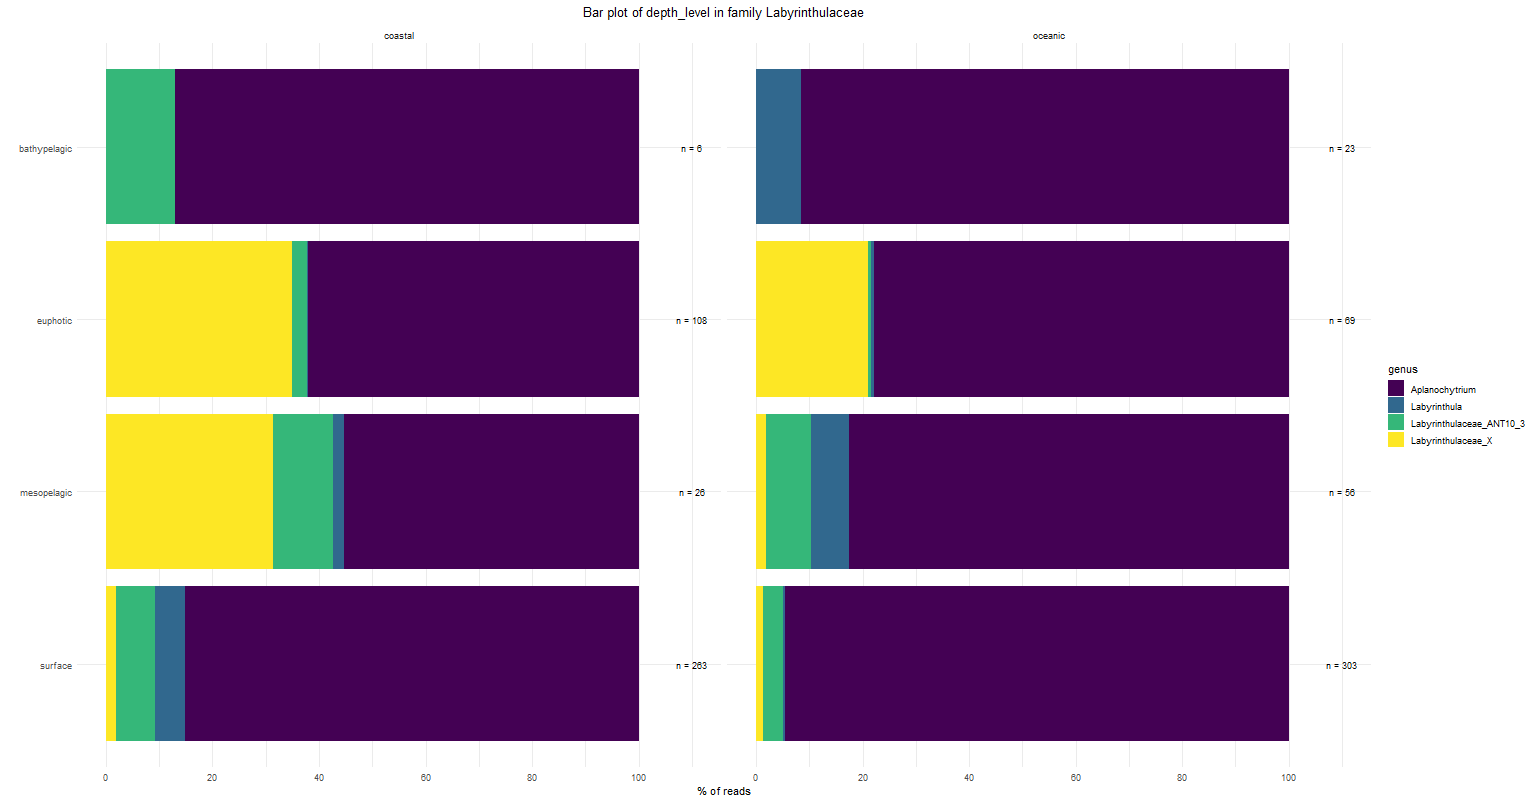 Bar plot of depth_level in family Labyrinthulaceae
coastal
oceanic
bathypelagic
n = 6
n = 23
euphotic
n = 108
n = 69
genus
Aplanochytrium
Labyrinthula
Labyrinthulaceae_ANT10_3
Labyrinthulaceae_X
mesopelagic
n = 26
n = 56
surface
n = 263
n = 303
0 20 40 60 80 100
0 20 40 60 80 100
% of reads